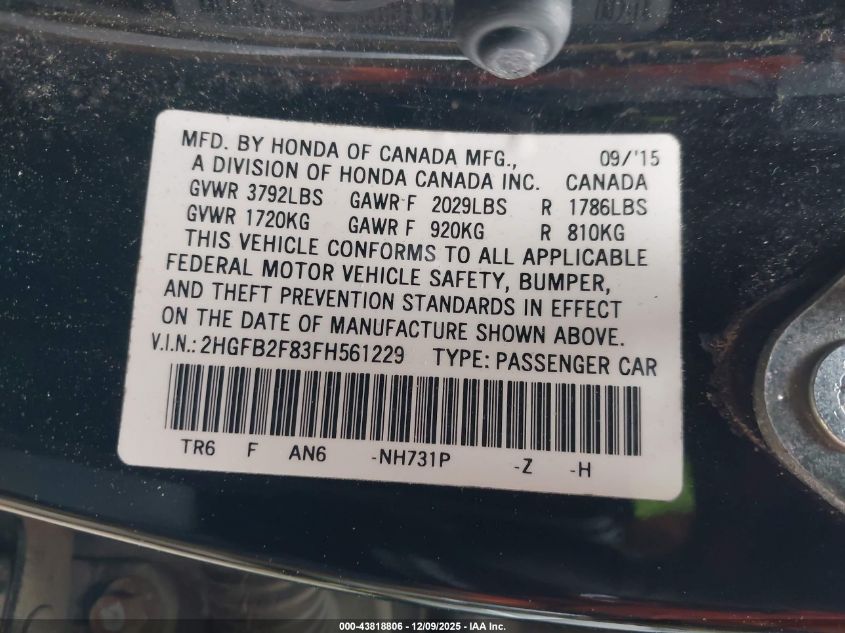 MFD. BY HONDA OF CANADA MFG., 09/'15
A DIVISION OF HONDA CANADA INC. CANADA
GVWR 3792LBS GAWR F 2029LBS R 1786LBS
GVWR 1720KG GAWR F 920KG R 810KG
THIS VEHICLE CONFORMS TO ALL APPLICABLE
FEDERAL MOTOR VEHICLE SAFETY, BUMPER,
AND THEFT PREVENTION STANDARDS IN EFFECT
ON THE DATE OF MANUFACTURE SHOWN ABOVE.
V.I.N.: 2HGFB2F83FH561229 TYPE: PASSENGER CAR
TR6 F AN6 -NH731P -Z -H
000-43818806 - 12/09/2025 - IAA Inc.